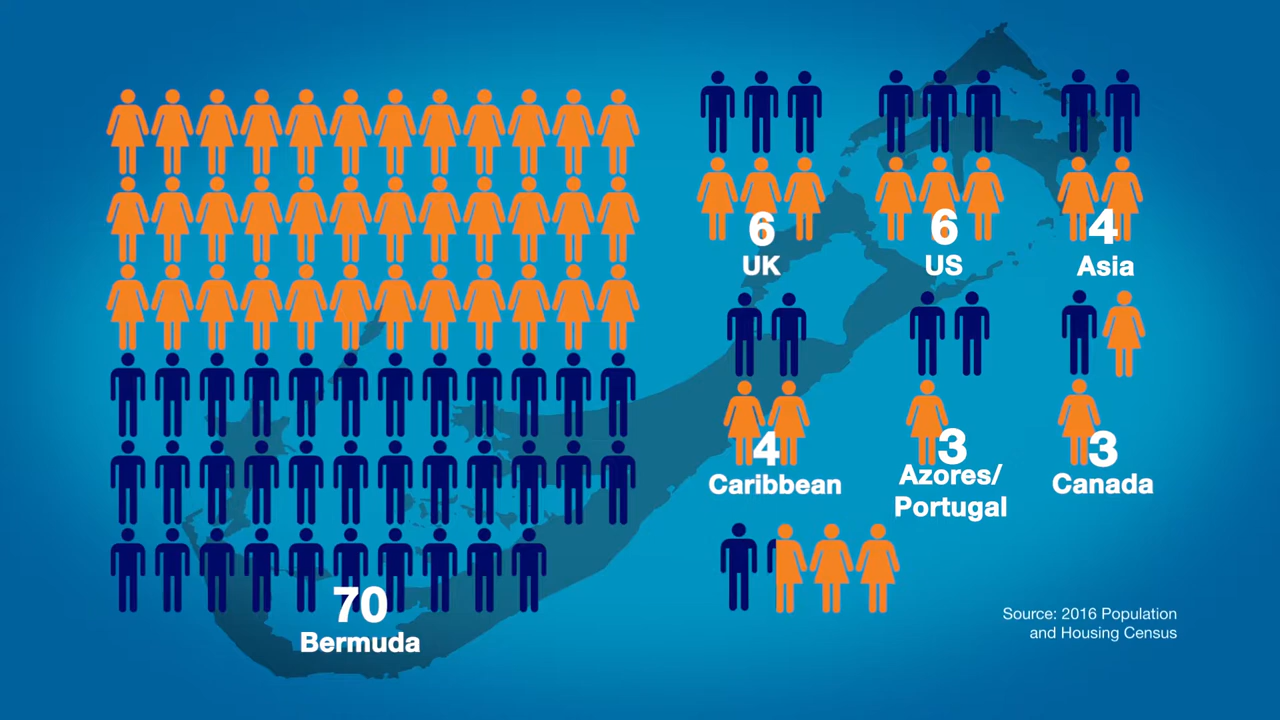 6
UK
6
US
4
Asia
4
Caribbean
3
Azores/
Portugal
3
Canada
70
Bermuda
Source: 2016 Population
and Housing Census